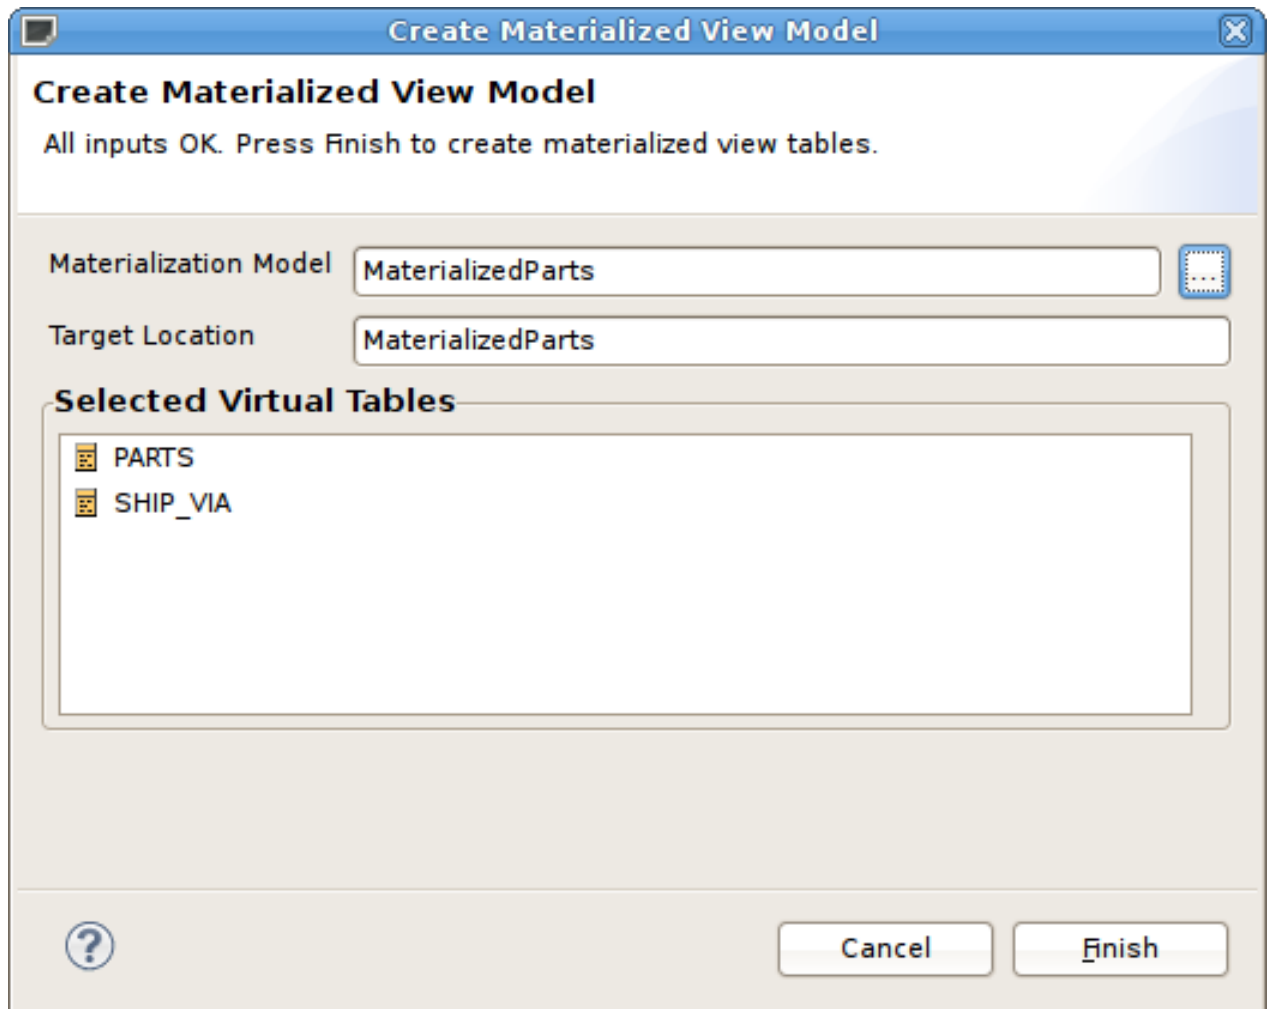 Create Materialized View Model
Create Materialized View Model
All inputs OK. Press Finish to create materialized view tables.
Materialization Model MaterializedParts ...
Target Location MaterializedParts
Selected Virtual Tables
PARTS
SHIP_VIA
? Cancel Finish